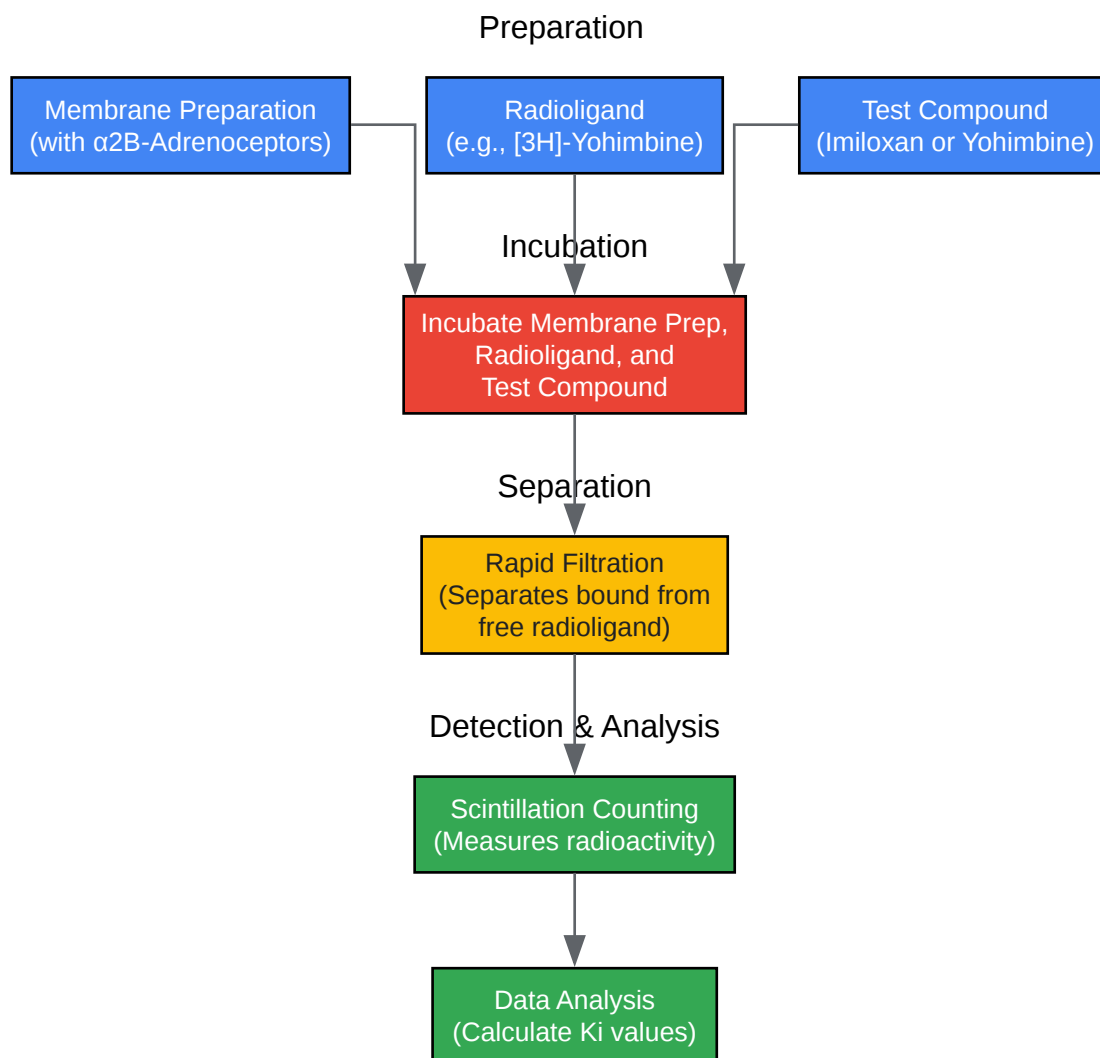 Preparation
Membrane Preparation
(with α2B-Adrenoceptors)
Radioligand
(e.g., [3H]-Yohimbine)
Test Compound
(Imiloxan or Yohimbine)
Incubation
Incubate Membrane Prep,
Radioligand, and
Test Compound
Separation
Rapid Filtration
(Separates bound from
free radioligand)
Detection & Analysis
Scintillation Counting
(Measures radioactivity)
Data Analysis
(Calculate Ki values)